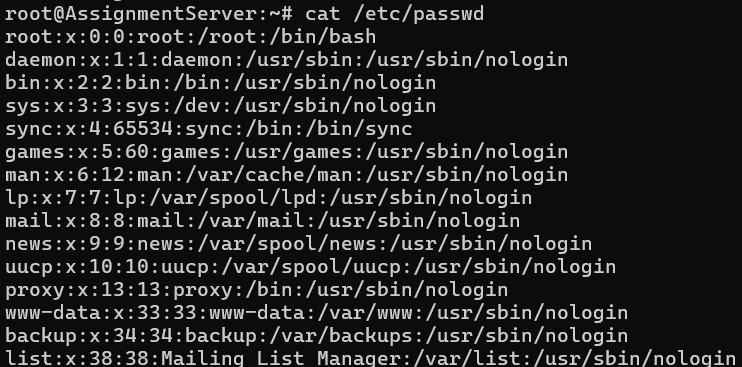 root@AssignmentServer:~# cat /etc/passwd
root:x:0:0:root:/root:/bin/bash
daemon:x:1:1:daemon:/usr/sbin:/usr/sbin/nologin
bin:x:2:2:bin:/bin:/usr/sbin/nologin
sys:x:3:3:sys:/dev:/usr/sbin/nologin
sync:x:4:65534:sync:/bin:/bin/sync
games:x:5:60:games:/usr/games:/usr/sbin/nologin
man:x:6:12:man:/var/cache/man:/usr/sbin/nologin
lp:x:7:7:lp:/var/spool/lpd:/usr/sbin/nologin
mail:x:8:8:mail:/var/mail:/usr/sbin/nologin
news:x:9:9:news:/var/spool/news:/usr/sbin/nologin
uucp:x:10:10:uucp:/var/spool/uucp:/usr/sbin/nologin
proxy:x:13:13:proxy:/bin:/usr/sbin/nologin
www-data:x:33:33:www-data:/var/www:/usr/sbin/nologin
backup:x:34:34:backup:/var/backups:/usr/sbin/nologin
list:x:38:38:Mailing List Manager:/var/list:/usr/sbin/nologin